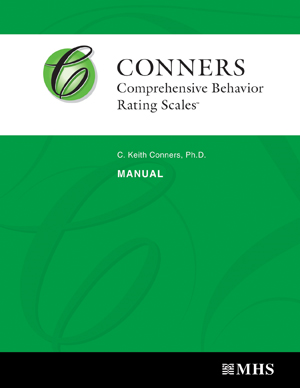 CONNERS
Comprehensive Behavior
Rating Scales™
C. Keith Conners, Ph.D.
MANUAL
MHS